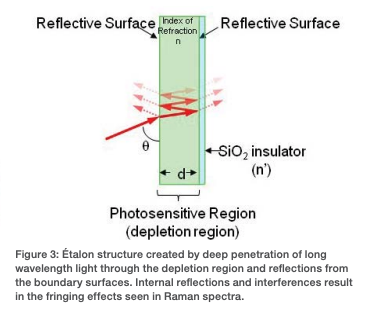 Reflective Surface
Index of
Refraction
n
Reflective Surface
θ
d
SiO2 insulator
(n')
Photosensitive Region
(depletion region)
Figure 3: Étalon structure created by deep penetration of long
wavelength light through the depletion region and reflections from
the boundary surfaces. Internal reflections and interferences result
in the fringing effects seen in Raman spectra.